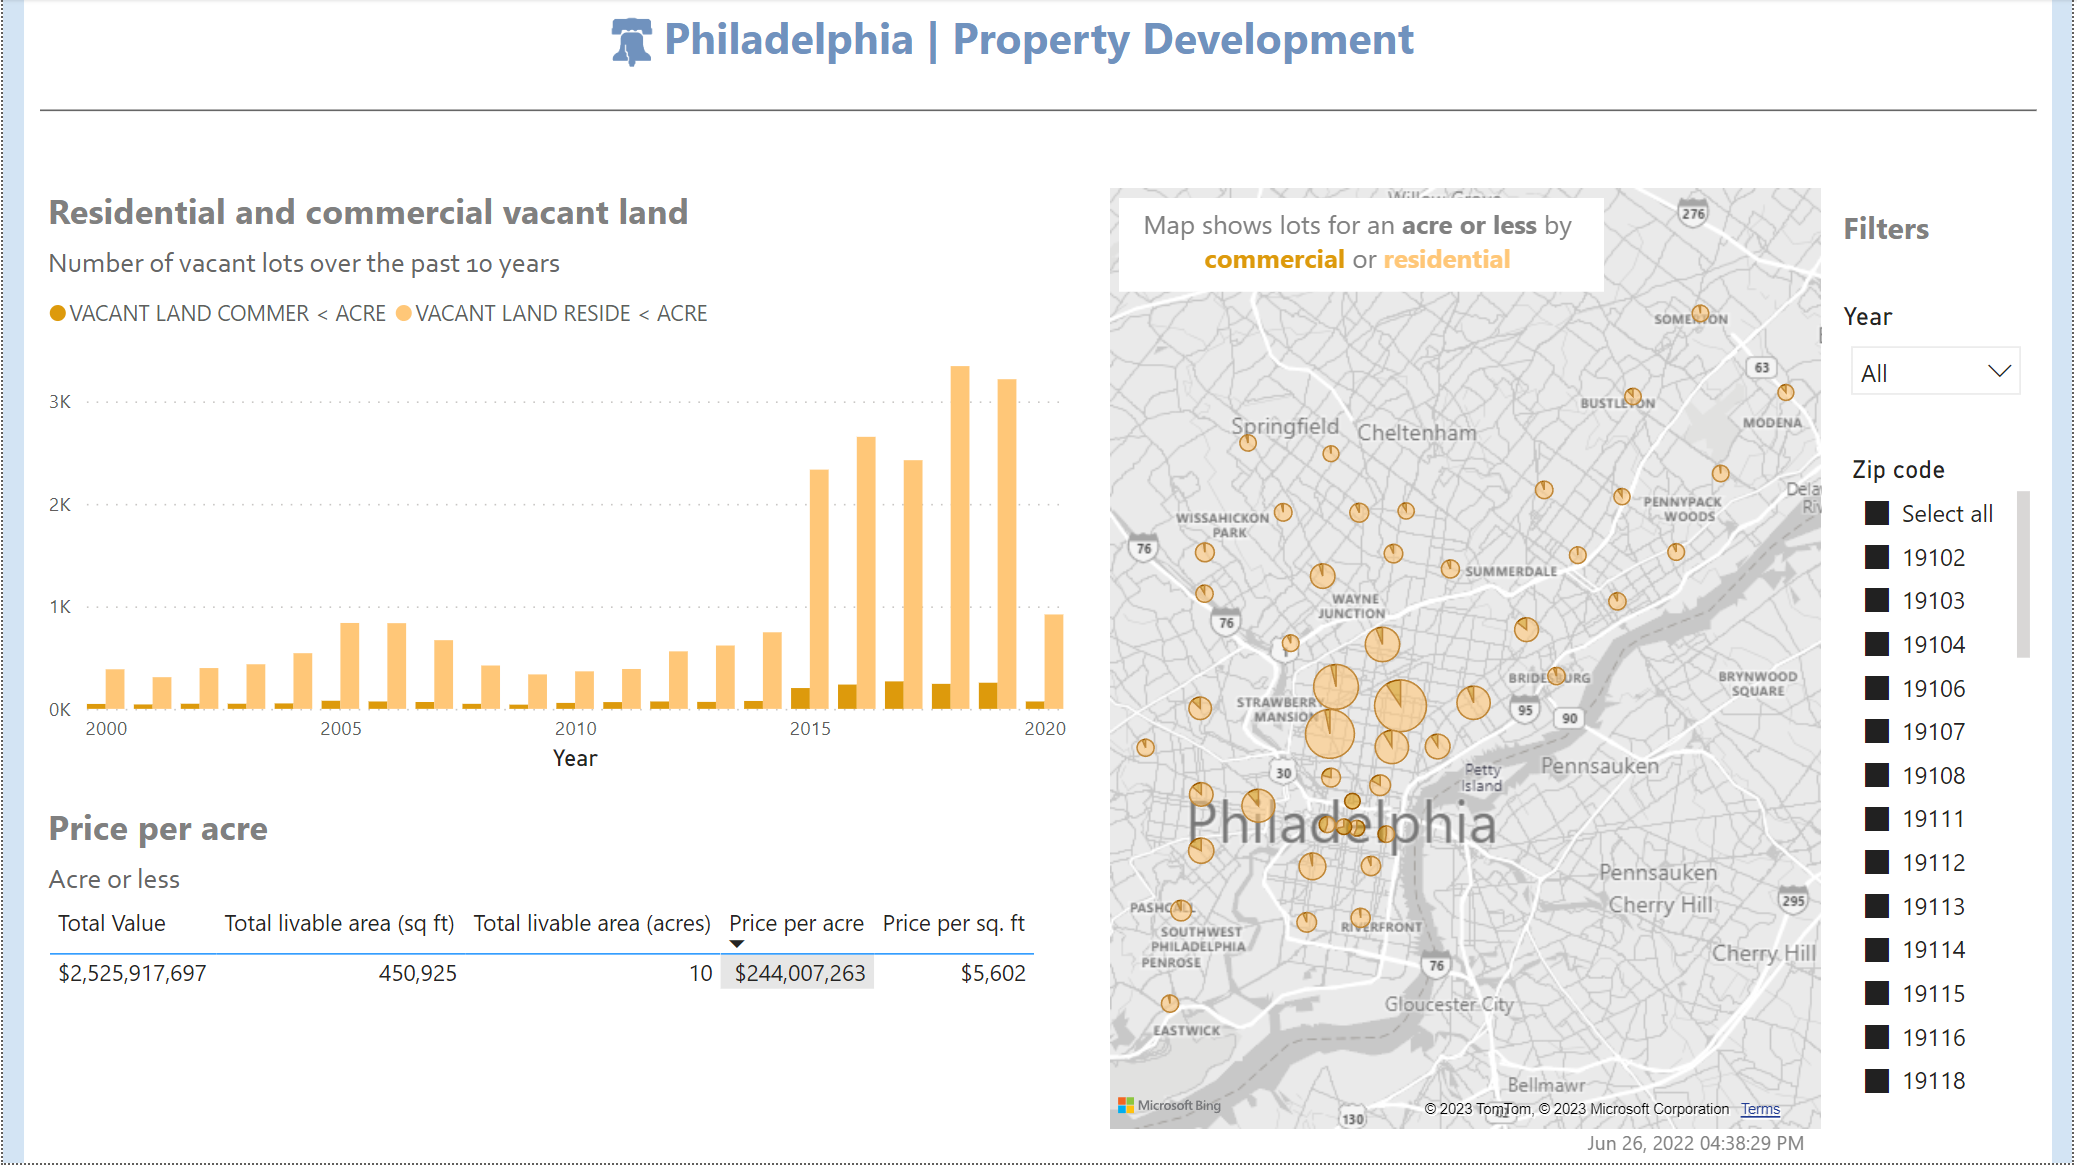 Philadelphia | Property Development
Residential and commercial vacant land
Number of vacant lots over the past 10 years
VACANT LAND COMMER < ACRE VACANT LAND RESIDE < ACRE
3K
2K
1K
0K
2000 2005 2010 2015 2020
Year
Price per acre
Acre or less
Total Value Total livable area (sq ft) Total livable area (acres) Price per acre Price per sq. ft
$2,525,917,697 450,925 10 $244,007,263 $5,602
Map shows lots for an acre or less by
commercial or residential
276
SOMERTON
63
BUSTLETON
MODENA
Springfield
Cheltenham
PENNYPACK
WOODS
WISSAHICKON
PARK
76
SUMMERDALE
WAYNE
JUNCTION
76
BRIDESBURG
BRYNWOOD
SQUARE
STRAWBERRY
MANSION
95
90
30
Petty
Island
Pennsauken
Philadelphia
Pennsauken
Cherry Hill
295
PASCHALL
RIVERFRONT
SOUTHWEST
PHILADELPHIA
PENROSE
Cherry Hill
76
Gloucester City
EASTWICK
Bellmawr
130
Microsoft Bing
© 2023 TomTom, © 2023 Microsoft Corporation Terms
Jun 26, 2022 04:38:29 PM
Filters
Year
All
Zip code
Select all
19102
19103
19104
19106
19107
19108
19111
19112
19113
19114
19115
19116
19118